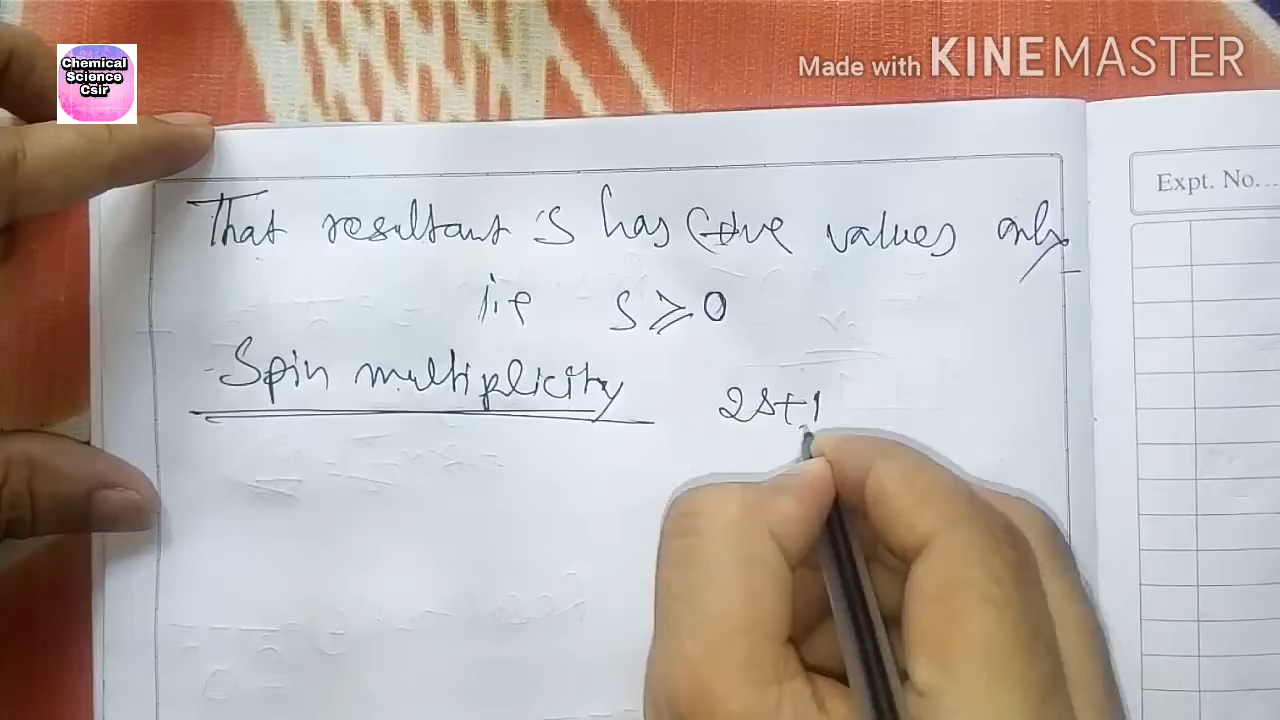 Chemical
Science
Csir
Made with KINEMASTER
Expt. No....
That resultant 'S has (+)ve values only
i.e S ⩾ 0
Spin multiplicity 2S+1